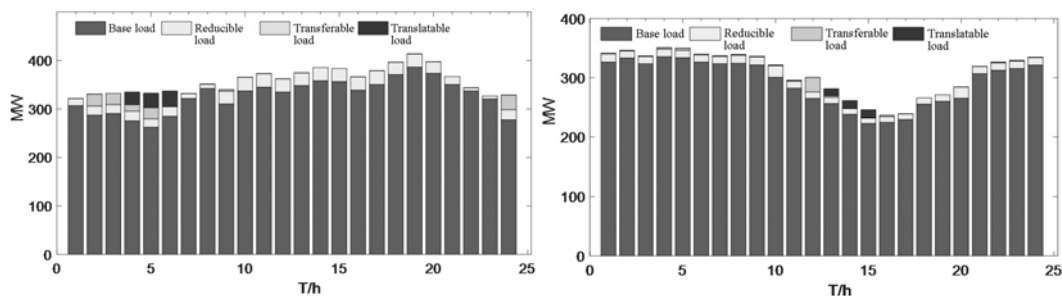 Base load
Reducible
load
Transferable
load
Translatable
load
MW
400
300
200
100
0
0
5
10
15
20
25
T/h
Base load
Reducible
load
Transferable
load
Translatable
load
MW
400
300
200
100
0
0
5
10
15
20
25
T/h